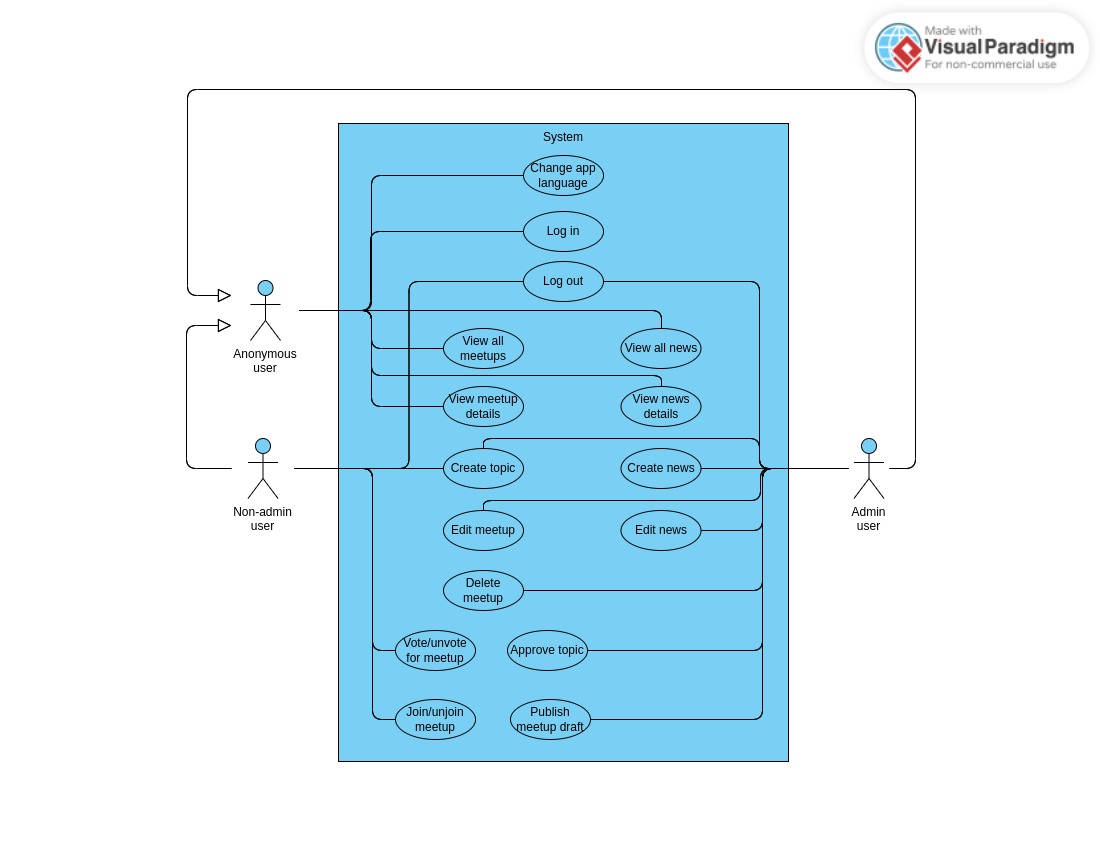 Made with
Visual Paradigm
For non-commercial use
System
Change app
language
Log in
Log out
Anonymous
user
View all
meetups
View all news
View meetup
details
View news
details
Non-admin
user
Create topic
Create news
Admin
user
Edit meetup
Edit news
Delete
meetup
Vote/unvote
for meetup
Approve topic
Join/unjoin
meetup
Publish
meetup draft